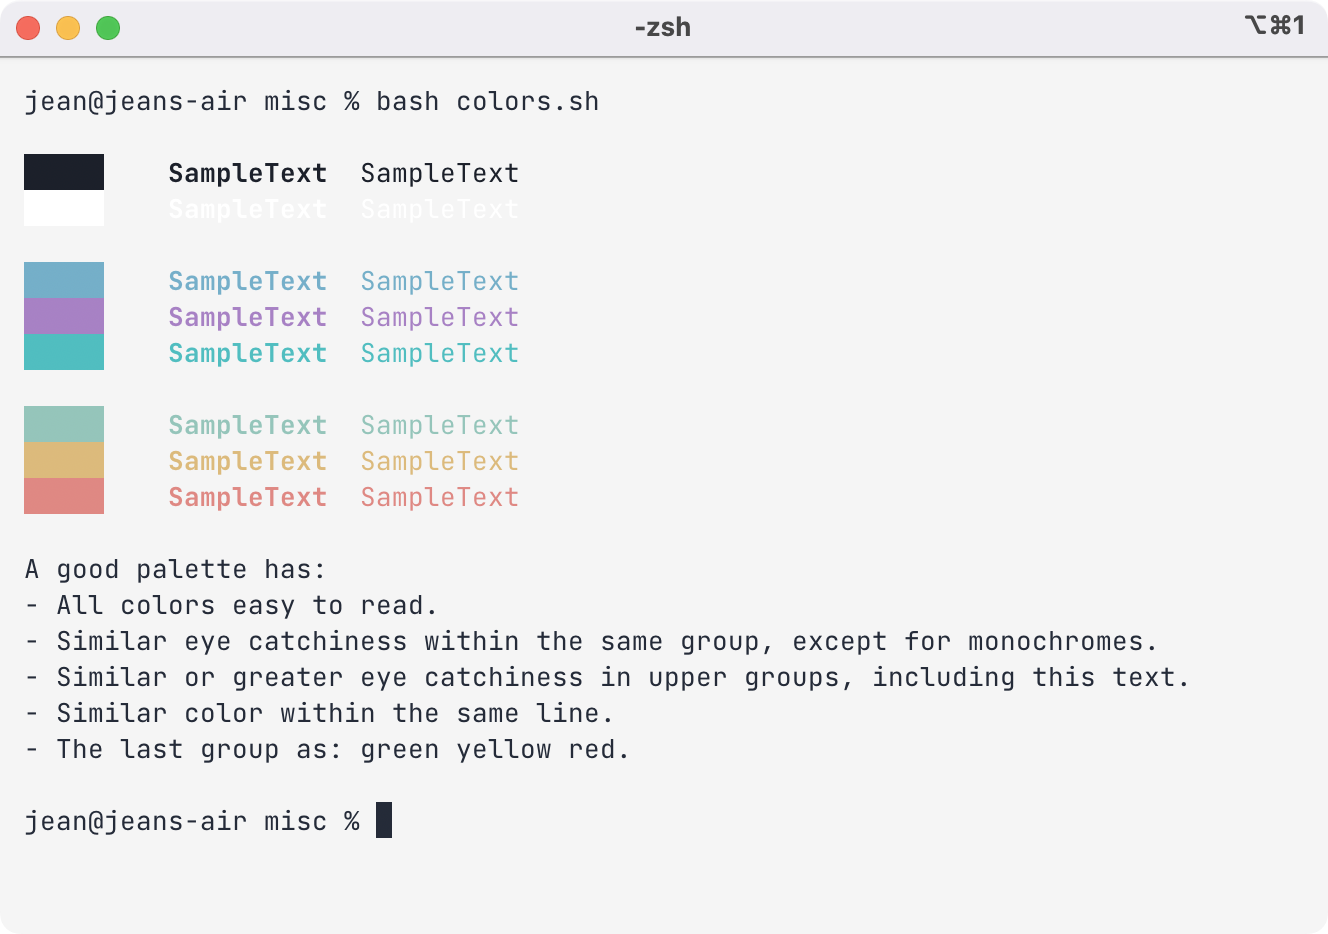 -zsh
⌥⌘1
jean@jeans-air misc % bash colors.sh
SampleText SampleText
SampleText SampleText
SampleText SampleText
SampleText SampleText
SampleText SampleText
SampleText SampleText
SampleText SampleText
SampleText SampleText
A good palette has:
- All colors easy to read.
- Similar eye catchiness within the same group, except for monochromes.
- Similar or greater eye catchiness in upper groups, including this text.
- Similar color within the same line.
- The last group as: green yellow red.
jean@jeans-air misc %